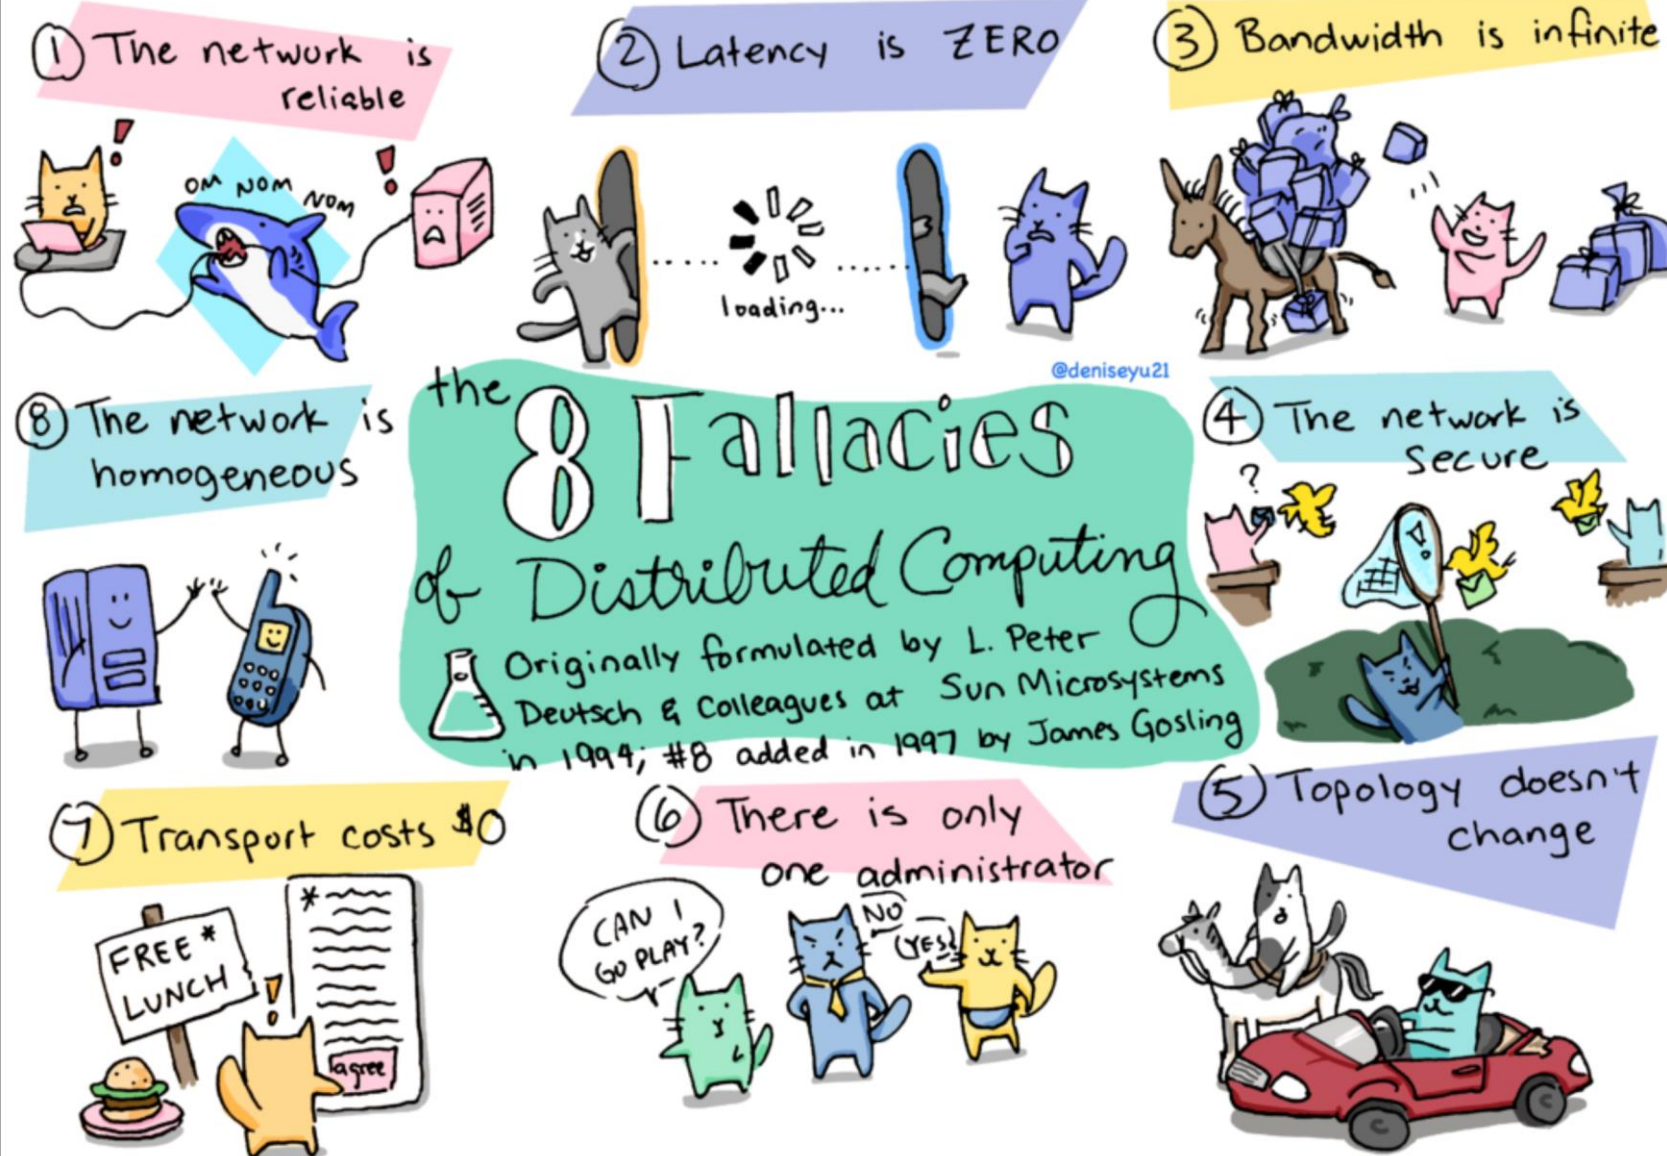 ① The network is
reliable
!
!
OM NOM NOM
② Latency is ZERO
loading...
③ Bandwidth is infinite
@deniseyu21
the 8 Fallacies
of Distributed Computing
Originally formulated by L. Peter
Deutsch & Colleagues at Sun Microsystems
in 1994; #8 added in 1997 by James Gosling
④ The network is
secure
?
!
⑤ Topology doesn't
change
⑥ There is only
one administrator
CAN I
GO PLAY?
NO
YES
⑦ Transport costs $0
FREE*
LUNCH
!
*
agree
⑧ The network is
homogeneous